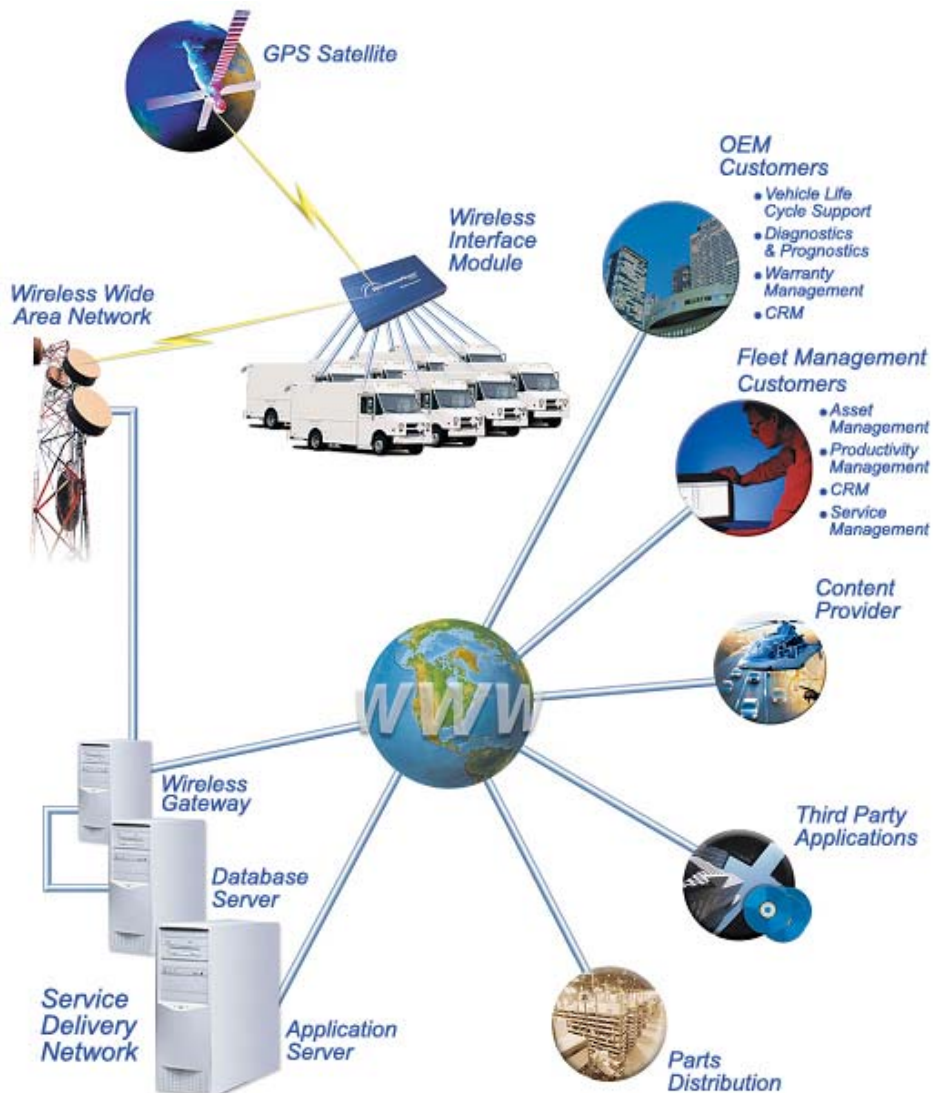 GPS Satellite
OEM
Customers
• Vehicle Life
Cycle Support
• Diagnostics
& Prognostics
• Warranty
Management
• CRM
Wireless
Interface
Module
Wireless Wide
Area Network
Fleet Management
Customers
• Asset
Management
• Productivity
Management
• CRM
• Service
Management
Content
Provider
WWW
Wireless
Gateway
Third Party
Applications
Database
Server
Service
Delivery
Network
Application
Server
Parts
Distribution